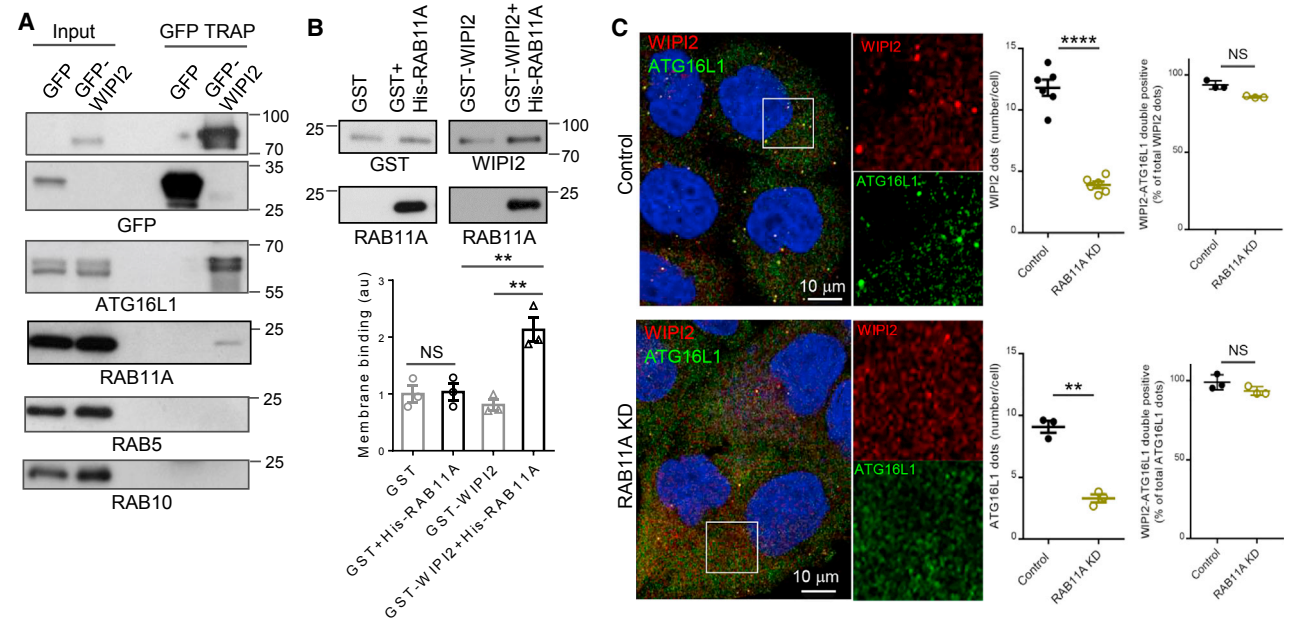 A
Input
GFP TRAP
GFP
GFP-
WIPI2
GFP
GFP-
WIPI2
100
70
35
25
GFP
70
55
ATG16L1
25
RAB11A
25
RAB5
25
RAB10
B
GST
GST+
His-RAB11A
GST-WIPI2
GST-WIPI2+
His-RAB11A
25
100
70
GST
WIPI2
25
25
RAB11A
RAB11A
**
**
NS
Membrane binding (au)
3
2
1
0
GST
GST+His-RAB11A
GST-WIPI2
GST-WIPI2+His-RAB11A
C
Control
WIPI2
ATG16L1
10 µm
WIPI2
ATG16L1
RAB11A KD
WIPI2
ATG16L1
10 µm
WIPI2
ATG16L1
****
WIPI2 dots (number/cell)
15
10
5
0
Control
RAB11A KD
NS
WIPI2-ATG16L1 double positive
(% of total WIPI2 dots)
100
50
0
Control
RAB11A KD
**
ATG16L1 dots (number/cell)
15
10
5
0
Control
RAB11A KD
NS
WIPI2-ATG16L1 double positive
(% of total ATG16L1 dots)
100
50
0
Control
RAB11A KD